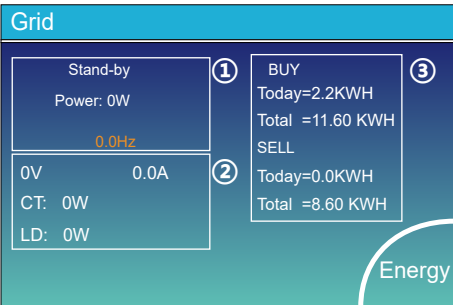 Grid
Stand-by
Power: 0W
0.0Hz
①
0V 0.0A
CT: 0W
LD: 0W
②
BUY
Today=2.2KWH
Total =11.60 KWH
SELL
Today=0.0KWH
Total =8.60 KWH
③
Energy